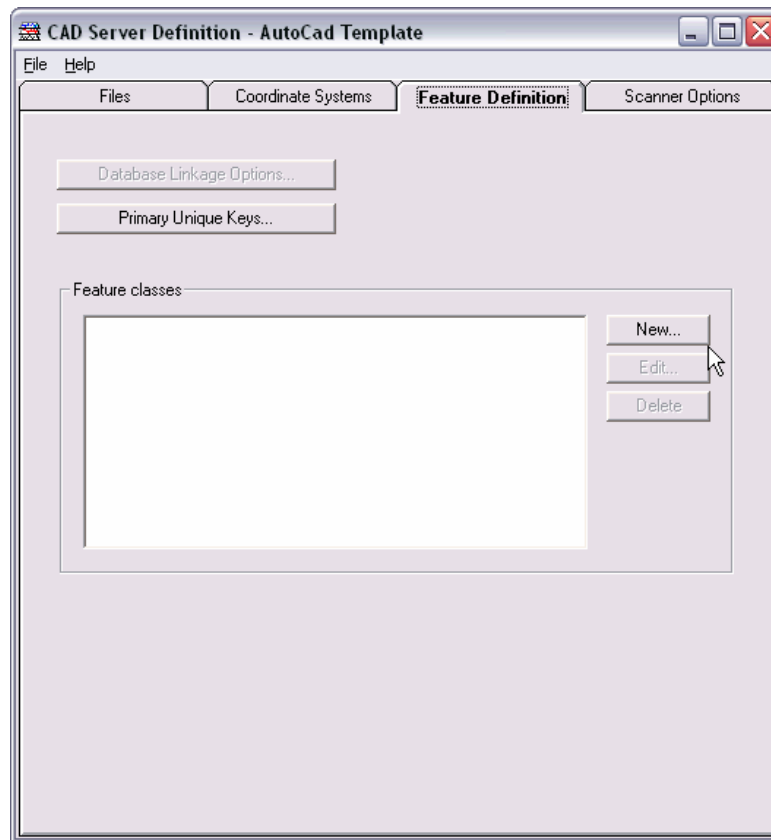 CAD Server Definition - AutoCad Template
File Help
Files Coordinate Systems Feature Definition Scanner Options
Database Linkage Options...
Primary Unique Keys...
Feature classes
New...
Edit...
Delete